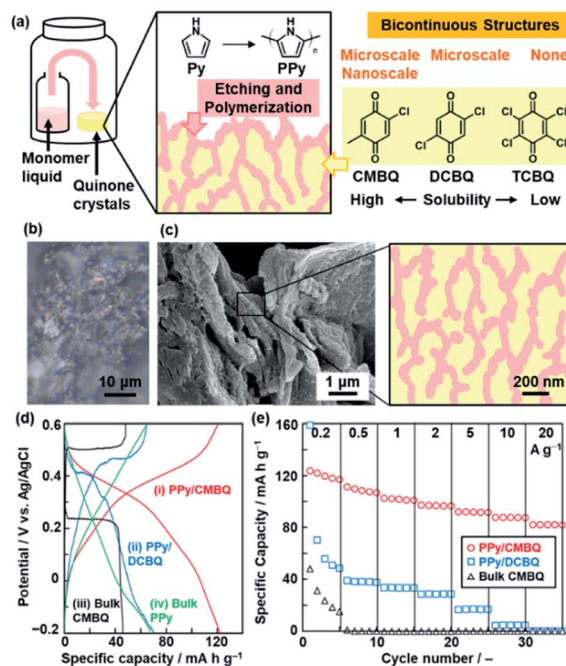 (a)
Monomer
liquid
Quinone
crystals
H
N
Py
H
N
n
PPy
Etching and
Polymerization
Bicontinuous Structures
Microscale Microscale None
Nanoscale
O
Cl
O
CMBQ
O
Cl
Cl
O
DCBQ
O
Cl Cl
Cl Cl
O
TCBQ
High Solubility Low
(b)
10 μm
(c)
1 μm
200 nm
(d)
Potential / V vs. Ag/AgCl
0.6
0.4
0.2
0
−0.2
(i) PPy/CMBQ
(ii) PPy/
DCBQ
(iii) Bulk
CMBQ
(iv) Bulk
PPy
0 40 80 120
Specific capacity / mA h g⁻¹
(e)
Specific Capacity / mA h g⁻¹
160
120
80
40
0
0.2 0.5 1 2 5 10 20
A g⁻¹
PPy/CMBQ
PPy/DCBQ
Bulk CMBQ
0 10 20 30
Cycle number / –